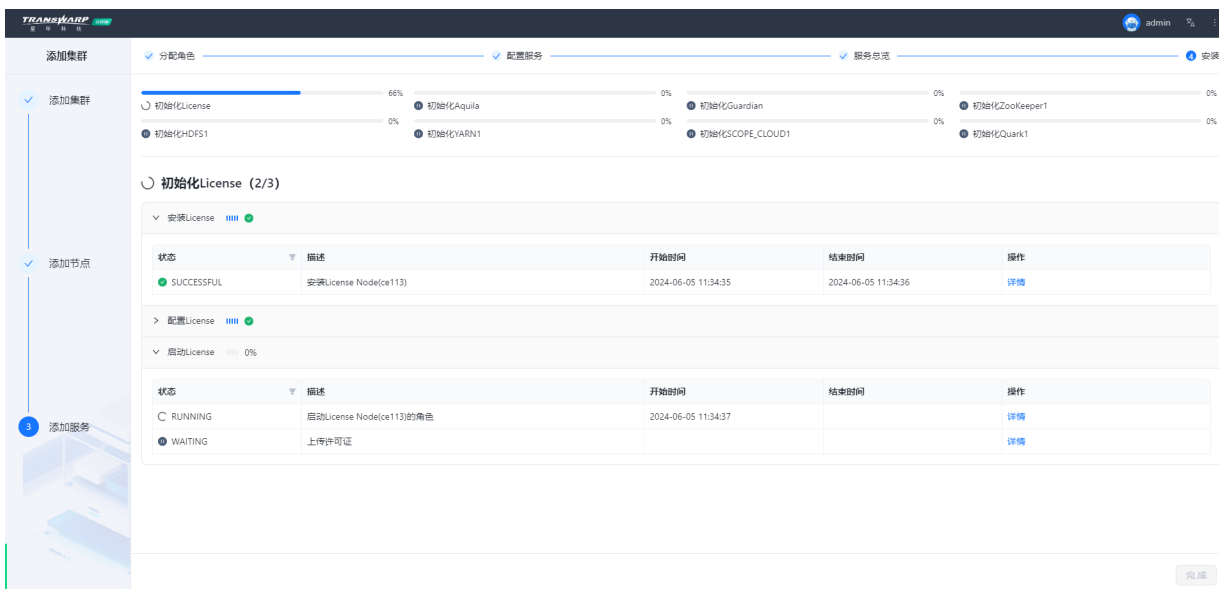 TRANSWARP
星环科技
admin
添加集群
分配角色
配置服务
服务总览
4 安装
添加集群
66%
0%
0%
0%
初始化License
初始化Aquila
初始化Guardian
初始化ZooKeeper1
0%
0%
0%
0%
初始化HDFS1
初始化YARN1
初始化SCOPE_CLOUD1
初始化Quark1
初始化License（2/3）
安装License
添加节点
状态 描述 开始时间 结束时间 操作
SUCCESSFUL 安装License Node(ce113) 2024-06-05 11:34:35 2024-06-05 11:34:36 详情
配置License
启动License 0%
状态 描述 开始时间 结束时间 操作
3 添加服务
RUNNING 启动License Node(ce113)的角色 2024-06-05 11:34:37 详情
WAITING 上传许可证 详情
完成